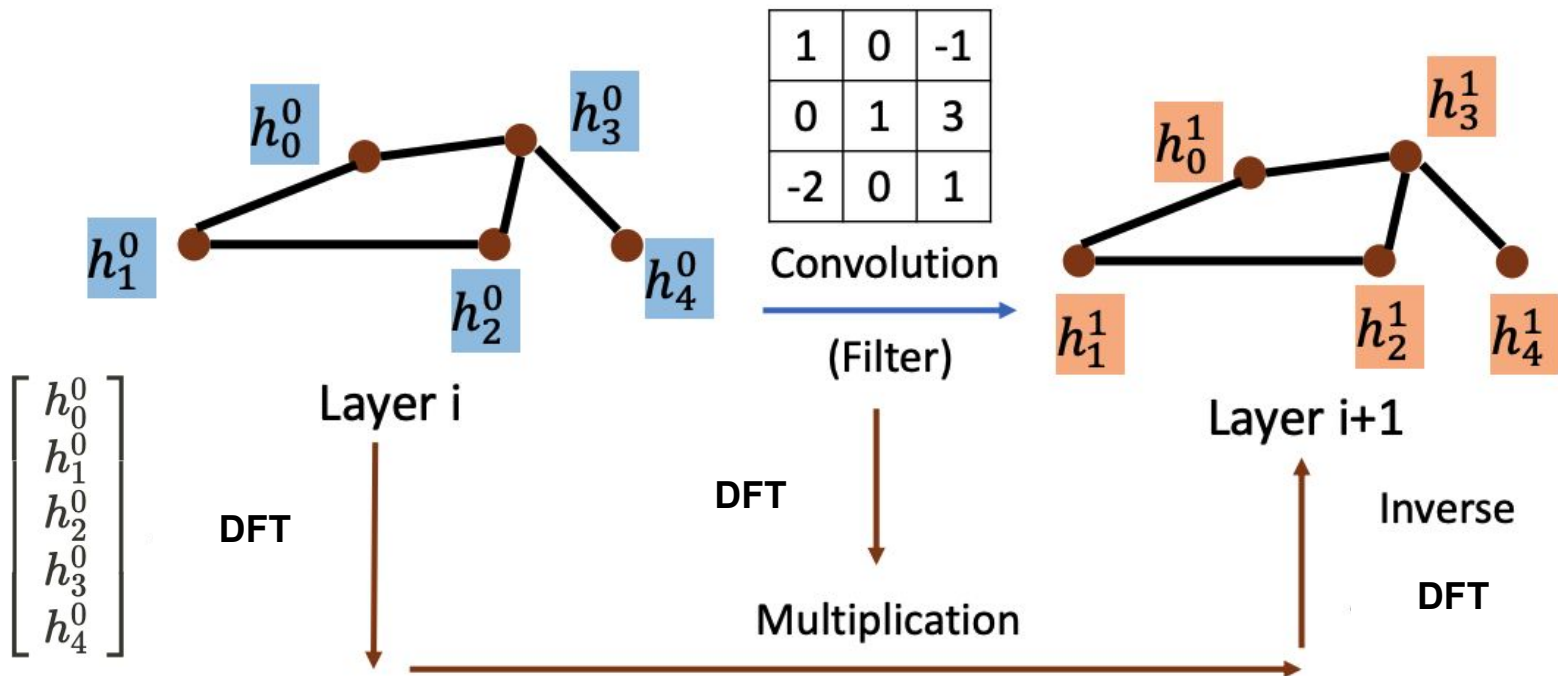 1 0 -1
0 1 3
-2 0 1
h_0^0
h_3^0
h_1^0
h_2^0
h_4^0
Convolution
(Filter)
h_0^1
h_3^1
h_1^1
h_2^1
h_4^1
Layer i
Layer i+1
h_0^0
h_1^0
h_2^0
h_3^0
h_4^0
DFT
DFT
Inverse
DFT
Multiplication